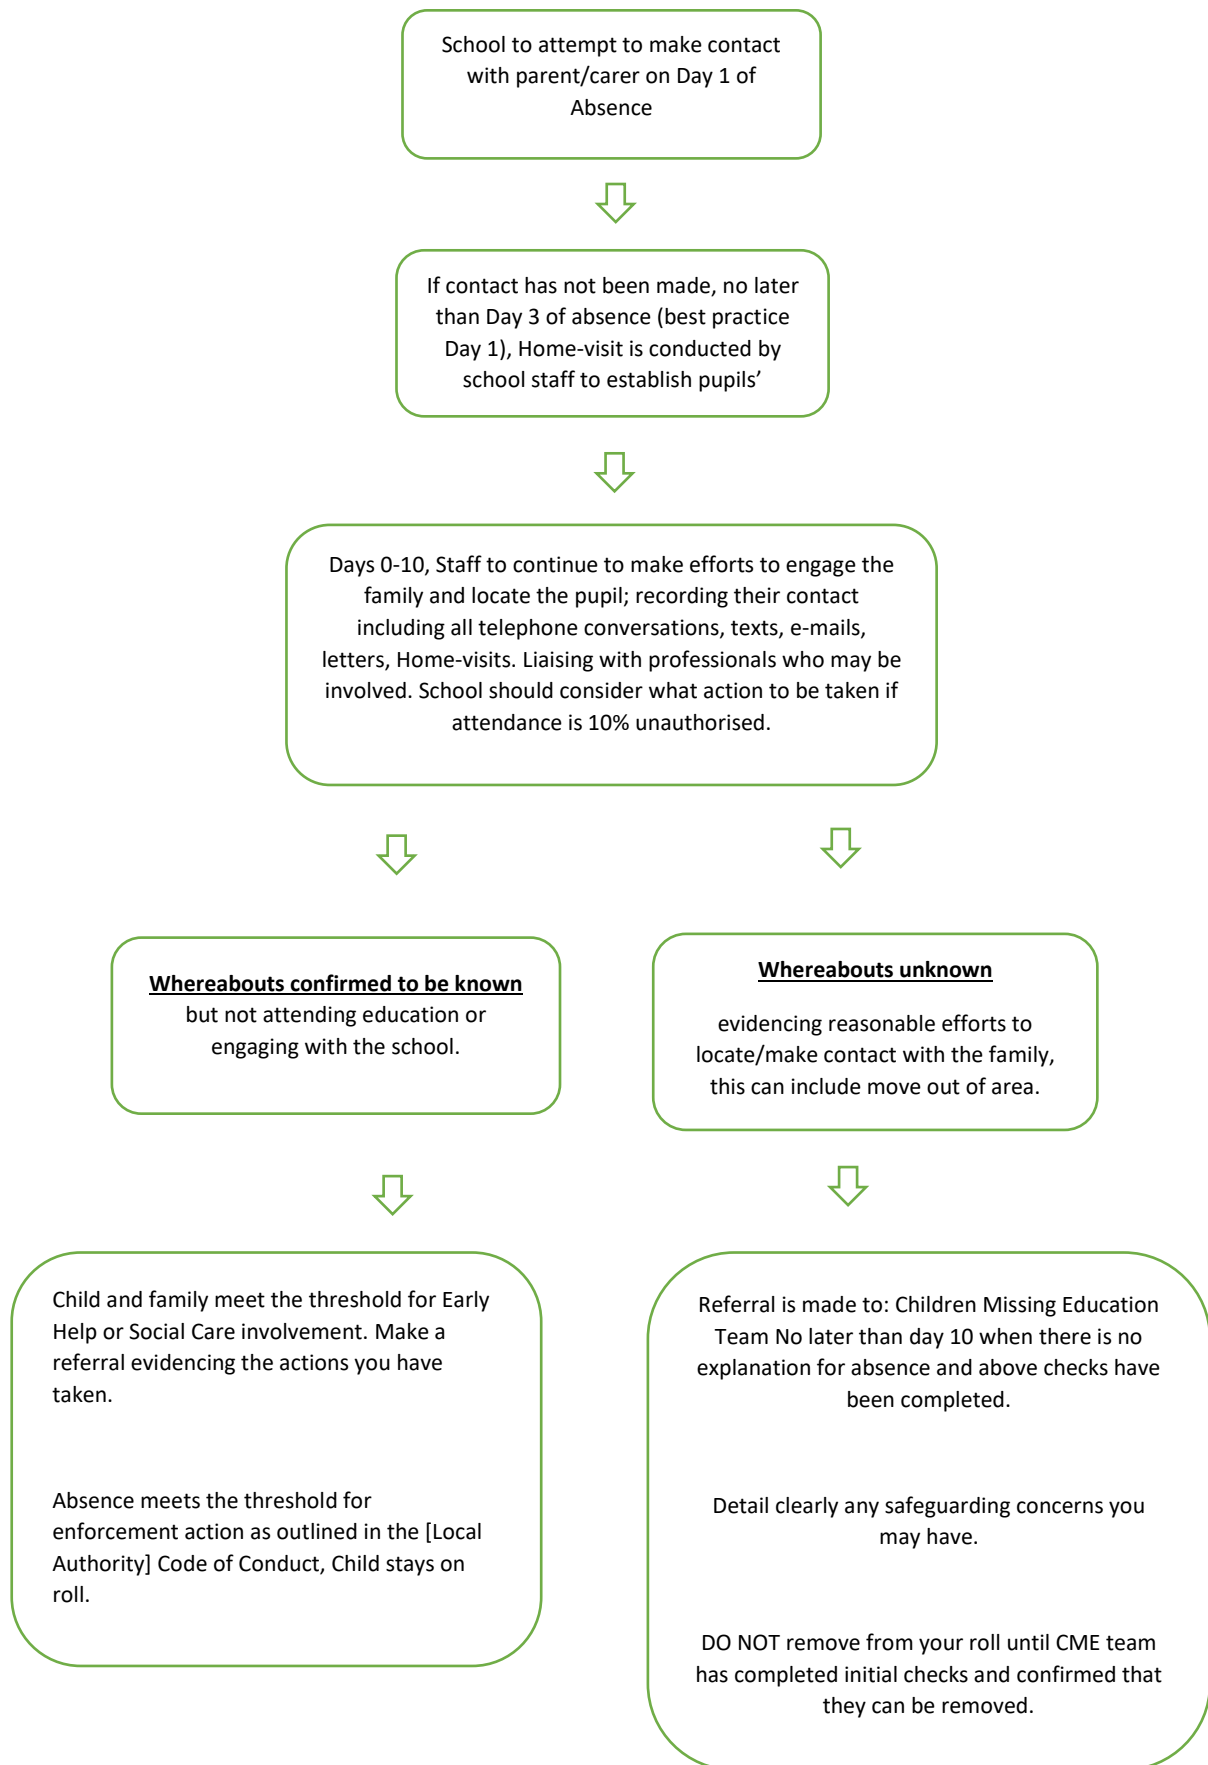 School to attempt to make contact
with parent/carer on Day 1 of
Absence
If contact has not been made, no later
than Day 3 of absence (best practice
Day 1), Home-visit is conducted by
school staff to establish pupils’
Days 0-10, Staff to continue to make efforts to engage the
family and locate the pupil; recording their contact
including all telephone conversations, texts, e-mails,
letters, Home-visits. Liaising with professionals who may be
involved. School should consider what action to be taken if
attendance is 10% unauthorised.
Whereabouts confirmed to be known
but not attending education or
engaging with the school.
Whereabouts unknown
evidencing reasonable efforts to
locate/make contact with the family,
this can include move out of area.
Child and family meet the threshold for Early
Help or Social Care involvement. Make a
referral evidencing the actions you have
taken.
Absence meets the threshold for
enforcement action as outlined in the [Local
Authority] Code of Conduct, Child stays on
roll.
Referral is made to: Children Missing Education
Team No later than day 10 when there is no
explanation for absence and above checks have
been completed.
Detail clearly any safeguarding concerns you
may have.
DO NOT remove from your roll until CME team
has completed initial checks and confirmed that
they can be removed.